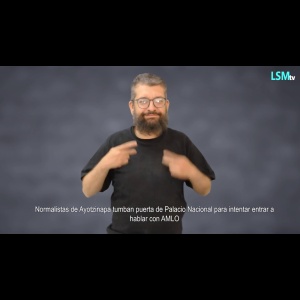 LSMtv
Normalistas de Ayotzinapa tumban puerta de Palacio Nacional para intentar entrar a
hablar con AMLO